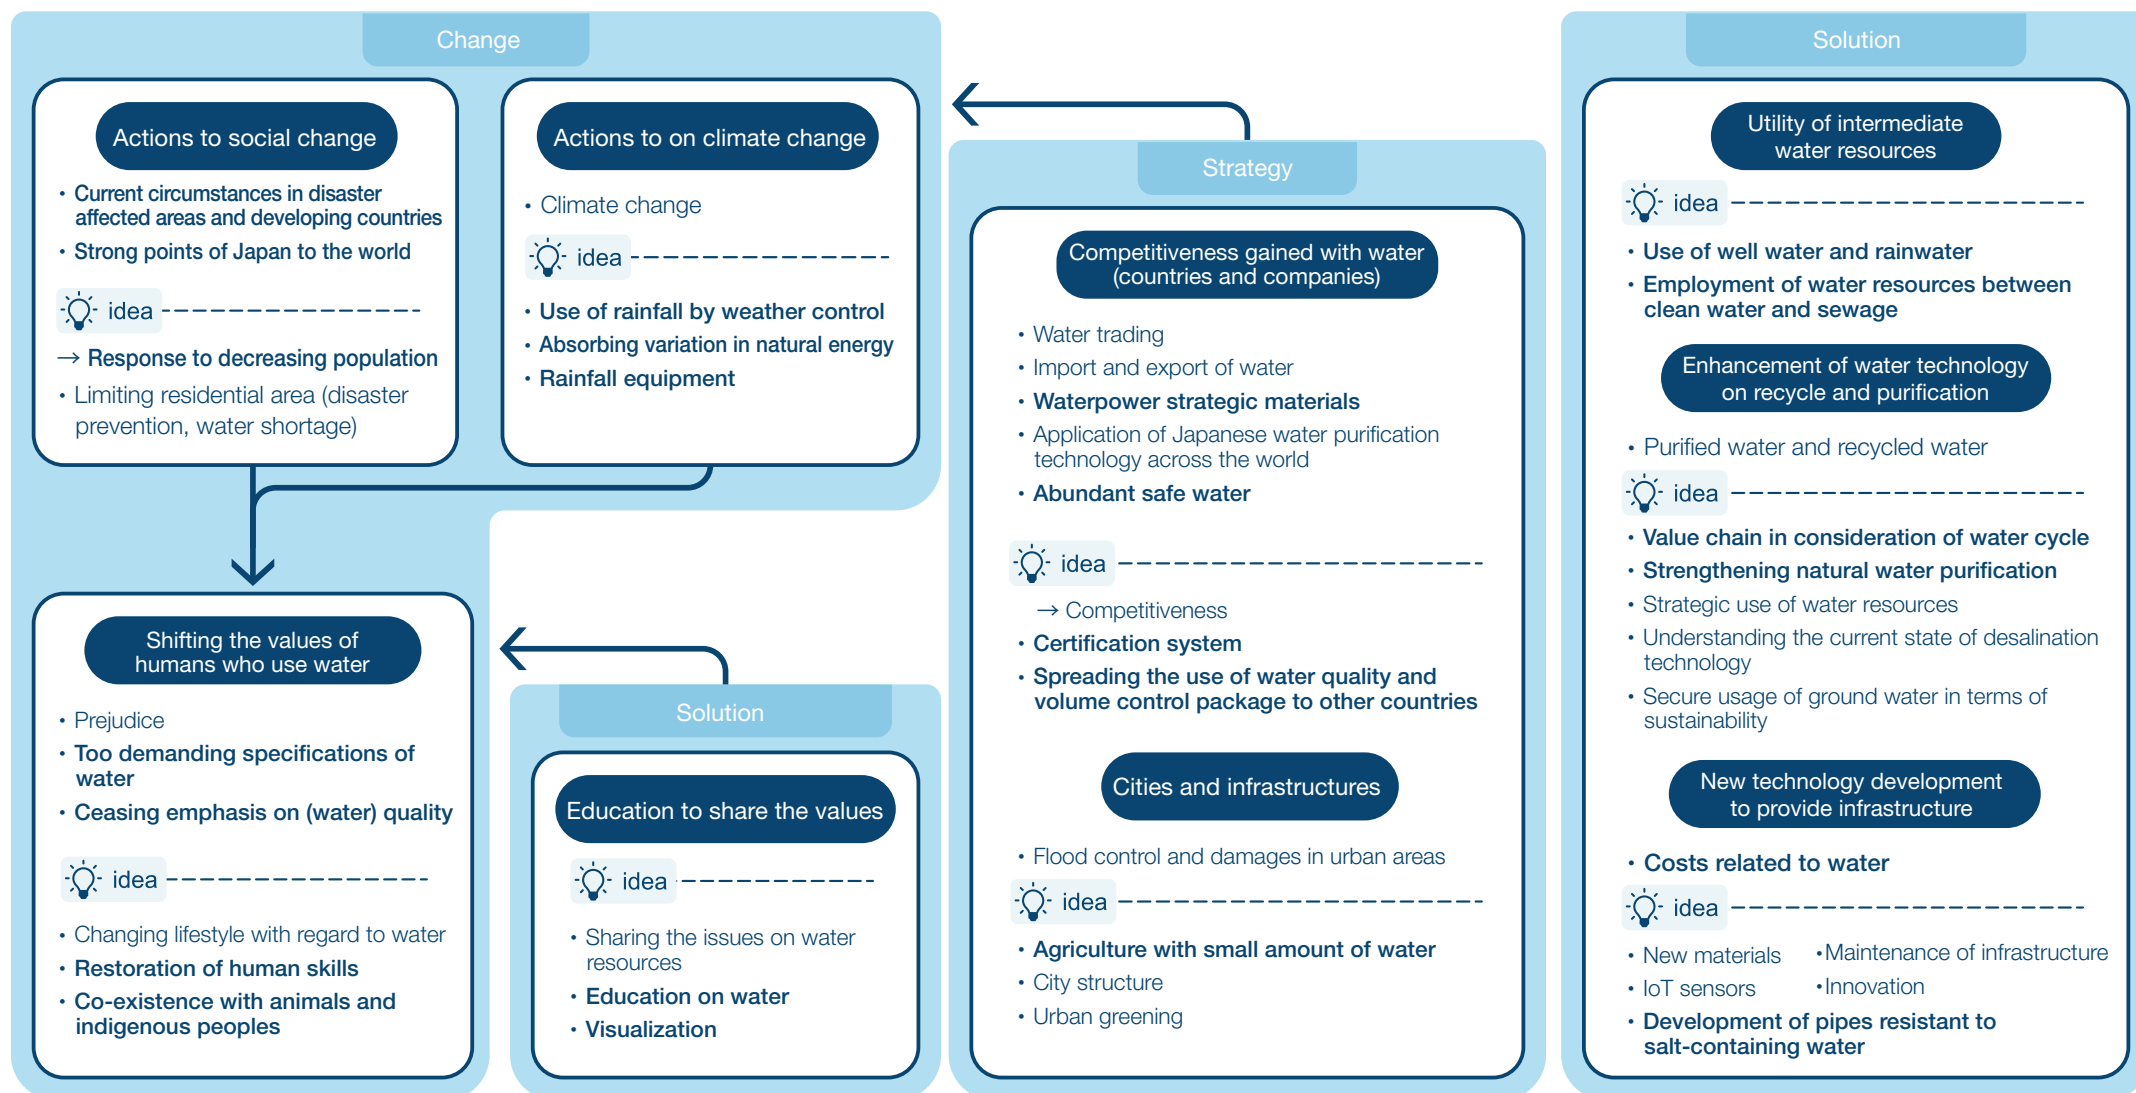 Change
Actions to social change
・Current circumstances in disaster
affected areas and developing countries
・Strong points of Japan to the world
idea
→ Response to decreasing population
・Limiting residential area (disaster
prevention, water shortage)
Actions to on climate change
・Climate change
idea
・Use of rainfall by weather control
・Absorbing variation in natural energy
・Rainfall equipment
Shifting the values of
humans who use water
・Prejudice
・Too demanding specifications of
water
・Ceasing emphasis on (water) quality
idea
・Changing lifestyle with regard to water
・Restoration of human skills
・Co-existence with animals and
indigenous peoples
Solution
Education to share the values
idea
・Sharing the issues on water
resources
・Education on water
・Visualization
Strategy
Competitiveness gained with water
(countries and companies)
・Water trading
・Import and export of water
・Waterpower strategic materials
・Application of Japanese water purification
technology across the world
・Abundant safe water
idea
→ Competitiveness
・Certification system
・Spreading the use of water quality and
volume control package to other countries
Cities and infrastructures
・Flood control and damages in urban areas
idea
・Agriculture with small amount of water
・City structure
・Urban greening
Solution
Utility of intermediate
water resources
idea
・Use of well water and rainwater
・Employment of water resources between
clean water and sewage
Enhancement of water technology
on recycle and purification
・Purified water and recycled water
idea
・Value chain in consideration of water cycle
・Strengthening natural water purification
・Strategic use of water resources
・Understanding the current state of desalination
technology
・Secure usage of ground water in terms of
sustainability
New technology development
to provide infrastructure
・Costs related to water
idea
・New materials ・Maintenance of infrastructure
・IoT sensors ・Innovation
・Development of pipes resistant to
salt-containing water